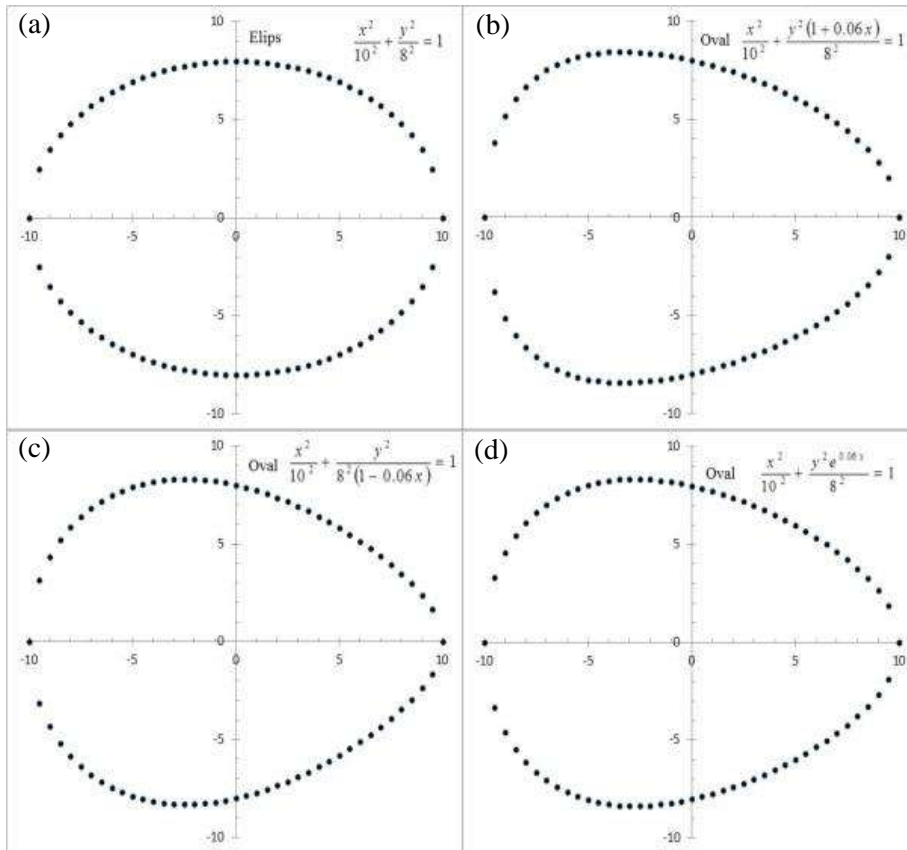 (a)
10
Elips x²/10² + y²/8² = 1
5
0
-10 -5 0 5 10
-5
-10
(b)
10
Oval x²/10² + y²(1+0.06x)/8² = 1
5
0
-10 -5 0 5 10
-5
-10
(c)
10
Oval x²/10² + y²/8²(1-0.06x) = 1
5
0
-10 -5 0 5 10
-5
-10
(d)
10
Oval x²/10² + y²e^0.06x/8² = 1
5
0
-10 -5 0 5 10
-5
-10